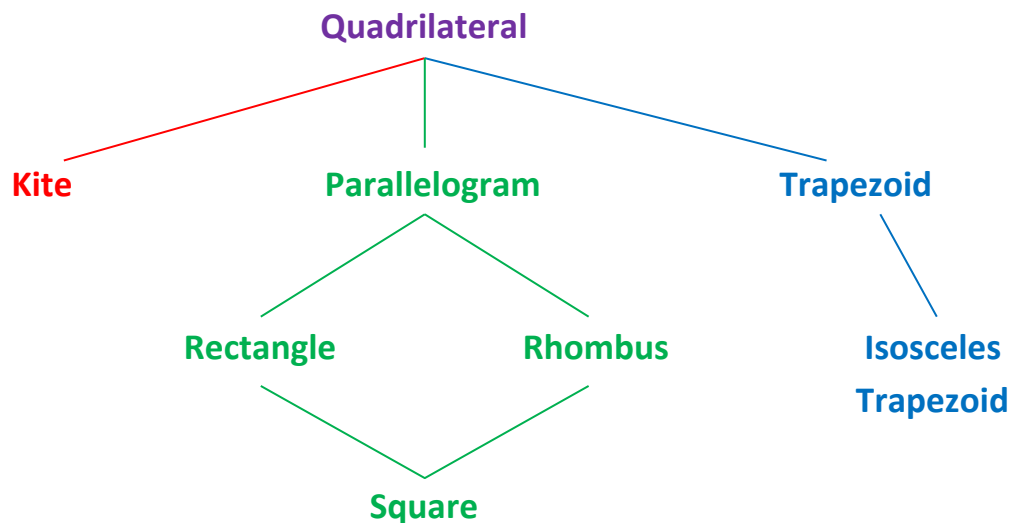 Quadrilateral
Kite
Parallelogram
Trapezoid
Rectangle
Rhombus
Isosceles
Trapezoid
Square